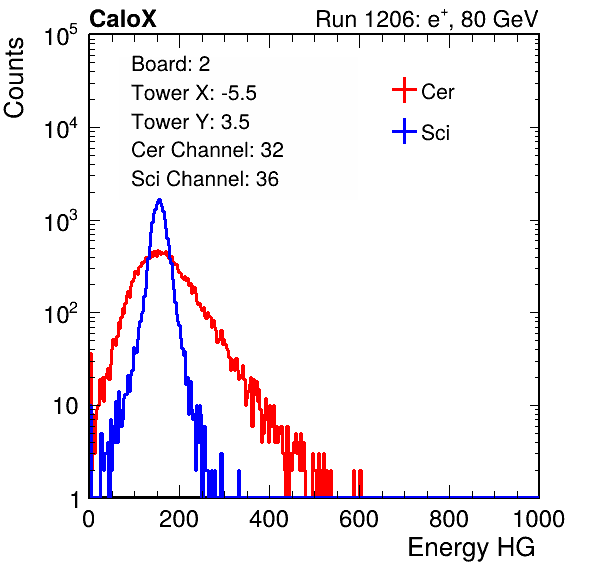 CaloX Run 1206: e⁺, 80 GeV
Counts
10⁵
10⁴
10³
10²
10
1
Board: 2
Tower X: -5.5
Tower Y: 3.5
Cer Channel: 32
Sci Channel: 36
Cer
Sci
0 200 400 600 800 1000
Energy HG